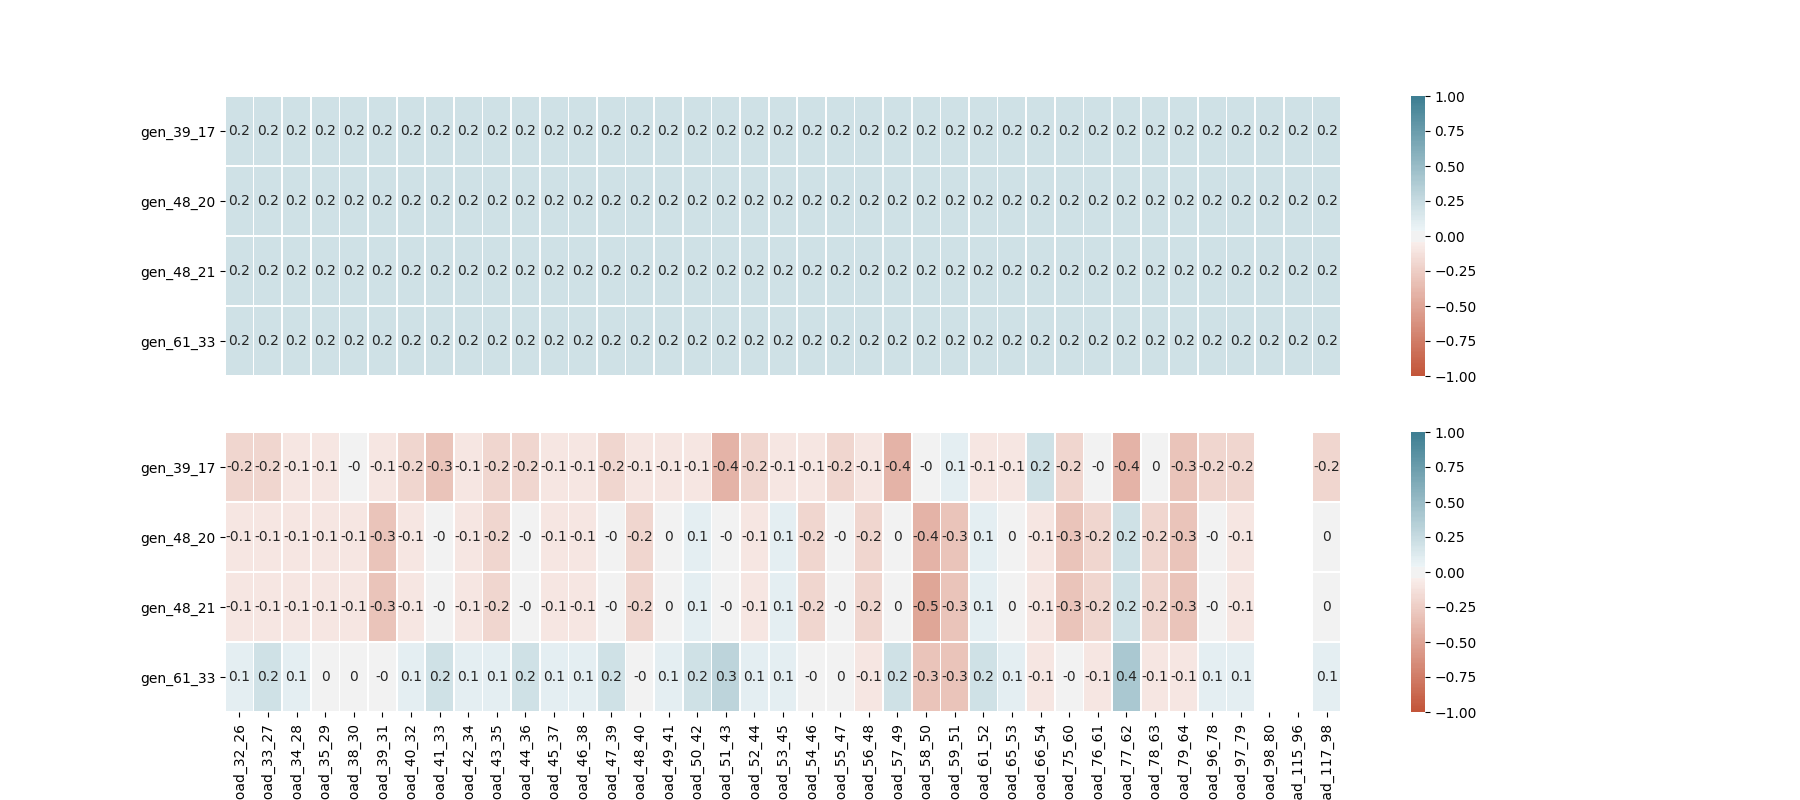 gen_39_17 0.2 0.2 0.2 0.2 0.2 0.2 0.2 0.2 0.2 0.2 0.2 0.2 0.2 0.2 0.2 0.2 0.2 0.2 0.2 0.2 0.2 0.2 0.2 0.2 0.2 0.2 0.2 0.2 0.2 0.2 0.2 0.2 0.2 0.2 0.2 0.2 0.2 0.2 0.2
gen_48_20 0.2 0.2 0.2 0.2 0.2 0.2 0.2 0.2 0.2 0.2 0.2 0.2 0.2 0.2 0.2 0.2 0.2 0.2 0.2 0.2 0.2 0.2 0.2 0.2 0.2 0.2 0.2 0.2 0.2 0.2 0.2 0.2 0.2 0.2 0.2 0.2 0.2 0.2 0.2
gen_48_21 0.2 0.2 0.2 0.2 0.2 0.2 0.2 0.2 0.2 0.2 0.2 0.2 0.2 0.2 0.2 0.2 0.2 0.2 0.2 0.2 0.2 0.2 0.2 0.2 0.2 0.2 0.2 0.2 0.2 0.2 0.2 0.2 0.2 0.2 0.2 0.2 0.2 0.2 0.2
gen_61_33 0.2 0.2 0.2 0.2 0.2 0.2 0.2 0.2 0.2 0.2 0.2 0.2 0.2 0.2 0.2 0.2 0.2 0.2 0.2 0.2 0.2 0.2 0.2 0.2 0.2 0.2 0.2 0.2 0.2 0.2 0.2 0.2 0.2 0.2 0.2 0.2 0.2 0.2 0.2
1.00
0.75
0.50
0.25
0.00
−0.25
−0.50
−0.75
−1.00
gen_39_17 -0.2 -0.2 -0.1 -0.1 -0 -0.1 -0.2 -0.3 -0.1 -0.2 -0.2 -0.1 -0.1 -0.2 -0.1 -0.1 -0.1 -0.4 -0.2 -0.1 -0.1 -0.2 -0.1 -0.4 -0 0.1 -0.1 -0.1 0.2 -0.2 -0 -0.4 0 -0.3 -0.2 -0.2 -0.2
gen_48_20 -0.1 -0.1 -0.1 -0.1 -0.1 -0.3 -0.1 -0 -0.1 -0.2 -0 -0.1 -0.1 -0 -0.2 0 0.1 -0 -0.1 0.1 -0.2 -0 -0.2 0 -0.4 -0.3 0.1 0 -0.1 -0.3 -0.2 0.2 -0.2 -0.3 -0 -0.1 0
gen_48_21 -0.1 -0.1 -0.1 -0.1 -0.1 -0.3 -0.1 -0 -0.1 -0.2 -0 -0.1 -0.1 -0 -0.2 0 0.1 -0 -0.1 0.1 -0.2 -0 -0.2 0 -0.5 -0.3 0.1 0 -0.1 -0.3 -0.2 0.2 -0.2 -0.3 -0 -0.1 0
gen_61_33 0.1 0.2 0.1 0 0 -0 0.1 0.2 0.1 0.1 0.2 0.1 0.1 0.2 -0 0.1 0.2 0.3 0.1 0.1 -0 0 -0.1 0.2 -0.3 -0.3 0.2 0.1 -0.1 -0 -0.1 0.4 -0.1 -0.1 0.1 0.1 0.1
1.00
0.75
0.50
0.25
0.00
−0.25
−0.50
−0.75
−1.00
oad_32_26
oad_33_27
oad_34_28
oad_35_29
oad_38_30
oad_39_31
oad_40_32
oad_41_33
oad_42_34
oad_43_35
oad_44_36
oad_45_37
oad_46_38
oad_47_39
oad_48_40
oad_49_41
oad_50_42
oad_51_43
oad_52_44
oad_53_45
oad_54_46
oad_55_47
oad_56_48
oad_57_49
oad_58_50
oad_59_51
oad_61_52
oad_65_53
oad_66_54
oad_75_60
oad_76_61
oad_77_62
oad_78_63
oad_79_64
oad_96_78
oad_97_79
oad_98_80
ad_115_96
ad_117_98